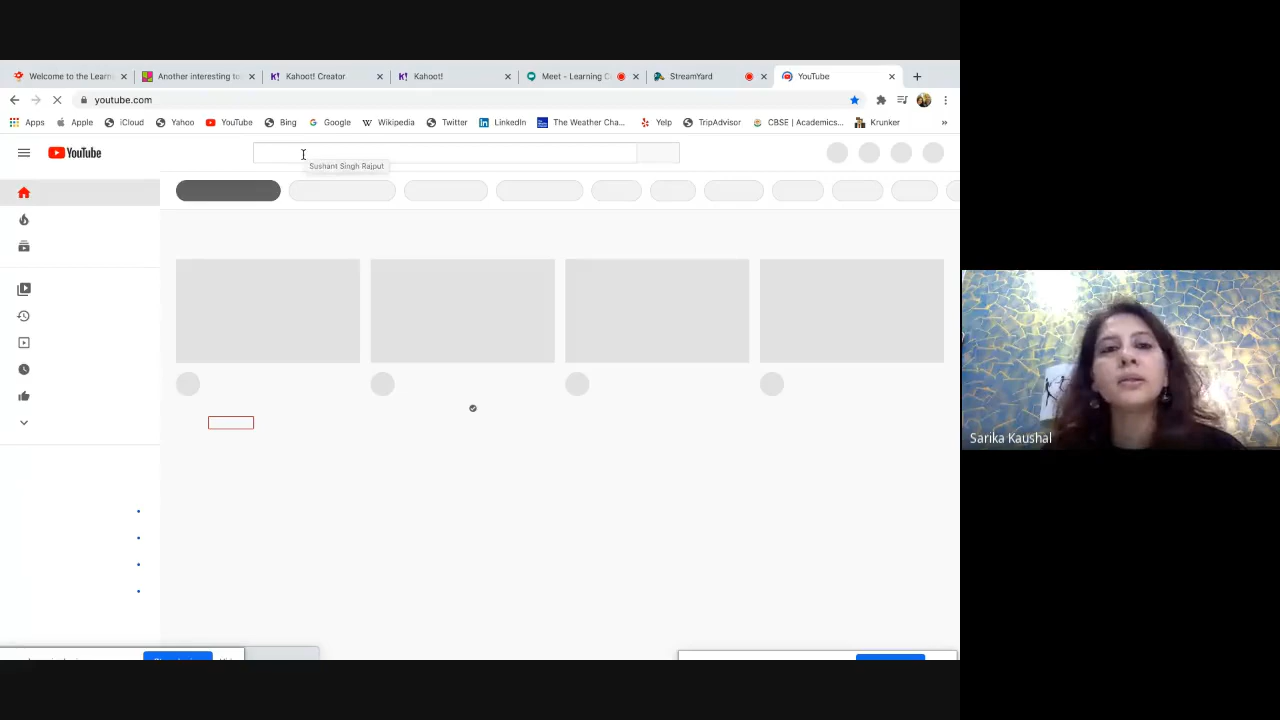 Welcome to the Learn
Another interesting to
Kahoot! Creator
Kahoot!
Meet - Learning C
StreamYard
YouTube
youtube.com
Apps
Apple
iCloud
Yahoo
YouTube
Bing
Google
Wikipedia
Twitter
LinkedIn
The Weather Cha...
Yelp
TripAdvisor
CBSE | Academics...
Krunker
»
YouTube
Sushant Singh Rajput
Sarika Kaushal